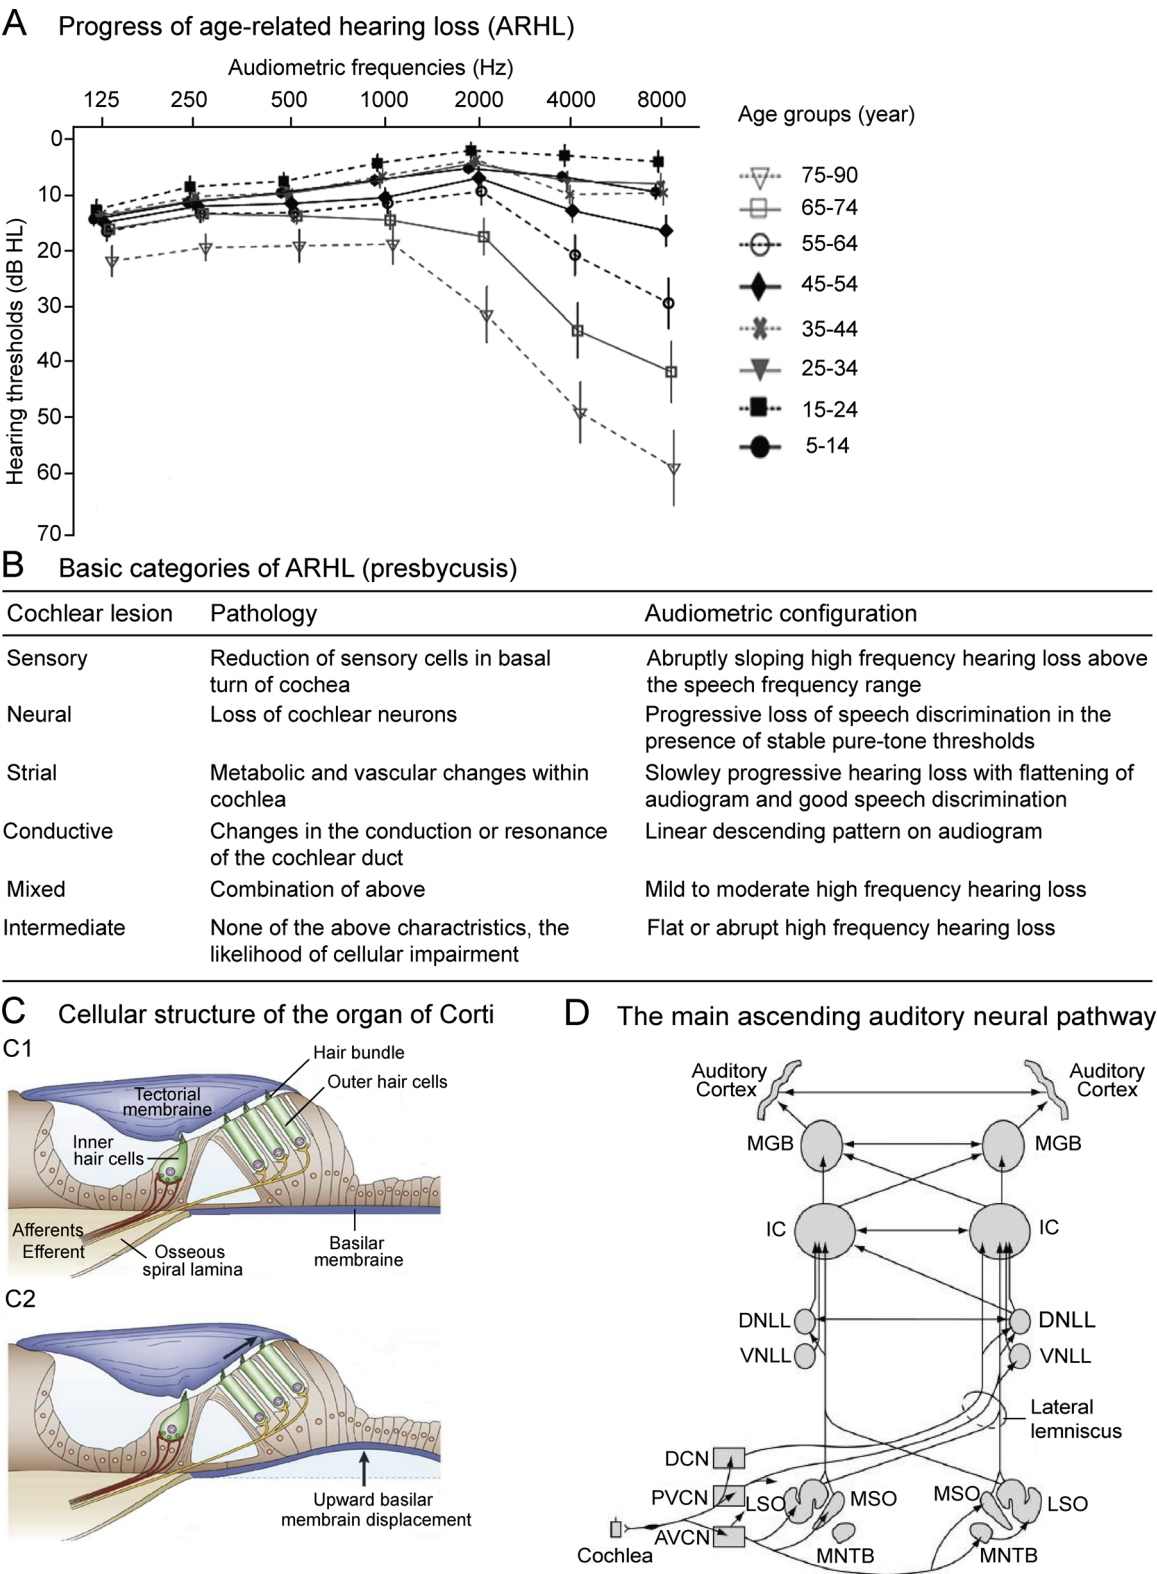 A Progress of age-related hearing loss (ARHL)
Audiometric frequencies (Hz)
125 250 500 1000 2000 4000 8000
Hearing thresholds (dB HL)
0
10
20
30
40
50
60
70
Age groups (year)
75-90
65-74
55-64
45-54
35-44
25-34
15-24
5-14
B Basic categories of ARHL (presbycusis)
Cochlear lesion Pathology Audiometric configuration
Sensory Reduction of sensory cells in basal Abruptly sloping high frequency hearing loss above
turn of cochea the speech frequency range
Neural Loss of cochlear neurons Progressive loss of speech discrimination in the
presence of stable pure-tone thresholds
Strial Metabolic and vascular changes within Slowley progressive hearing loss with flattening of
cochlea audiogram and good speech discrimination
Conductive Changes in the conduction or resonance Linear descending pattern on audiogram
of the cochlear duct
Mixed Combination of above Mild to moderate high frequency hearing loss
Intermediate None of the above charactristics, the Flat or abrupt high frequency hearing loss
likelihood of cellular impairment
C Cellular structure of the organ of Corti
C1
Hair bundle
Outer hair cells
Tectorial
membraine
Inner
hair cells
Afferents
Efferent
Osseous
spiral lamina
Basilar
membraine
C2
Upward basilar
membrain displacement
D The main ascending auditory neural pathway
Auditory
Cortex
Auditory
Cortex
MGB MGB
IC IC
DNLL DNLL
VNLL VNLL
Lateral
lemniscus
DCN
PVCN LSO MSO MSO LSO
AVCN
Cochlea MNTB MNTB